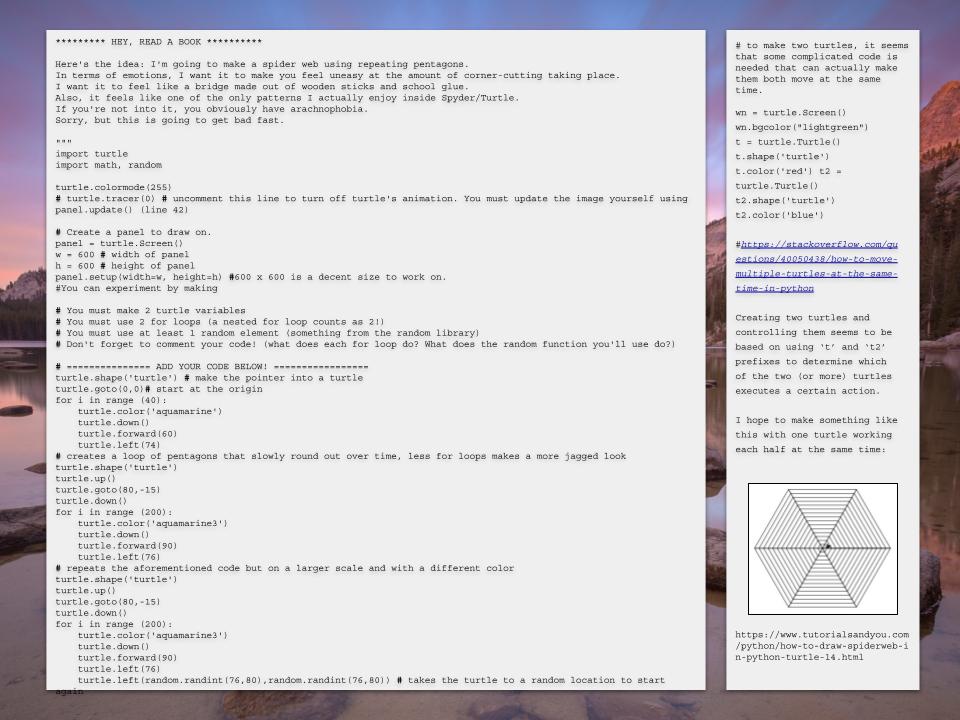 ********* HEY, READ A BOOK **********
Here's the idea: I'm going to make a spider web using repeating pentagons.
In terms of emotions, I want it to make you feel uneasy at the amount of corner-cutting taking place.
I want it to feel like a bridge made out of wooden sticks and school glue.
Also, it feels like one of the only patterns I actually enjoy inside Spyder/Turtle.
If you're not into it, you obviously have arachnophobia.
Sorry, but this is going to get bad fast.
"""
import turtle
import math, random
turtle.colormode(255)
# turtle.tracer(0) # uncomment this line to turn off turtle's animation. You must update the image yourself using
panel.update() (line 42)
# Create a panel to draw on.
panel = turtle.Screen()
w = 600 # width of panel
h = 600 # height of panel
panel.setup(width=w, height=h) #600 x 600 is a decent size to work on.
#You can experiment by making
# You must make 2 turtle variables
# You must use 2 for loops (a nested for loop counts as 2!)
# You must use at least 1 random element (something from the random library)
# Don't forget to comment your code! (what does each for loop do? What does the random function you'll use do?)
# =============== ADD YOUR CODE BELOW! =================
turtle.shape('turtle') # make the pointer into a turtle
turtle.goto(0,0)# start at the origin
for i in range (40):
    turtle.color('aquamarine')
    turtle.down()
    turtle.forward(60)
    turtle.left(74)
# creates a loop of pentagons that slowly round out over time, less for loops makes a more jagged look
turtle.shape('turtle')
turtle.up()
turtle.goto(80,-15)
turtle.down()
for i in range (200):
    turtle.color('aquamarine3')
    turtle.down()
    turtle.forward(90)
    turtle.left(76)
# repeats the aforementioned code but on a larger scale and with a different color
turtle.shape('turtle')
turtle.up()
turtle.goto(80,-15)
turtle.down()
for i in range (200):
    turtle.color('aquamarine3')
    turtle.down()
    turtle.forward(90)
    turtle.left(76)
    turtle.left(random.randint(76,80),random.randint(76,80)) # takes the turtle to a random location to start
again
# to make two turtles, it seems
that some complicated code is
needed that can actually make
them both move at the same
time.
wn = turtle.Screen()
wn.bgcolor("lightgreen")
t = turtle.Turtle()
t.shape('turtle')
t.color('red') t2 =
turtle.Turtle()
t2.shape('turtle')
t2.color('blue')
#https://stackoverflow.com/qu
estions/40050438/how-to-move-
multiple-turtles-at-the-same-
time-in-python
Creating two turtles and
controlling them seems to be
based on using ‘t’ and ‘t2’
prefixes to determine which
of the two (or more) turtles
executes a certain action.
I hope to make something like
this with one turtle working
each half at the same time:
https://www.tutorialsandyou.com
/python/how-to-draw-spiderweb-i
n-python-turtle-14.html